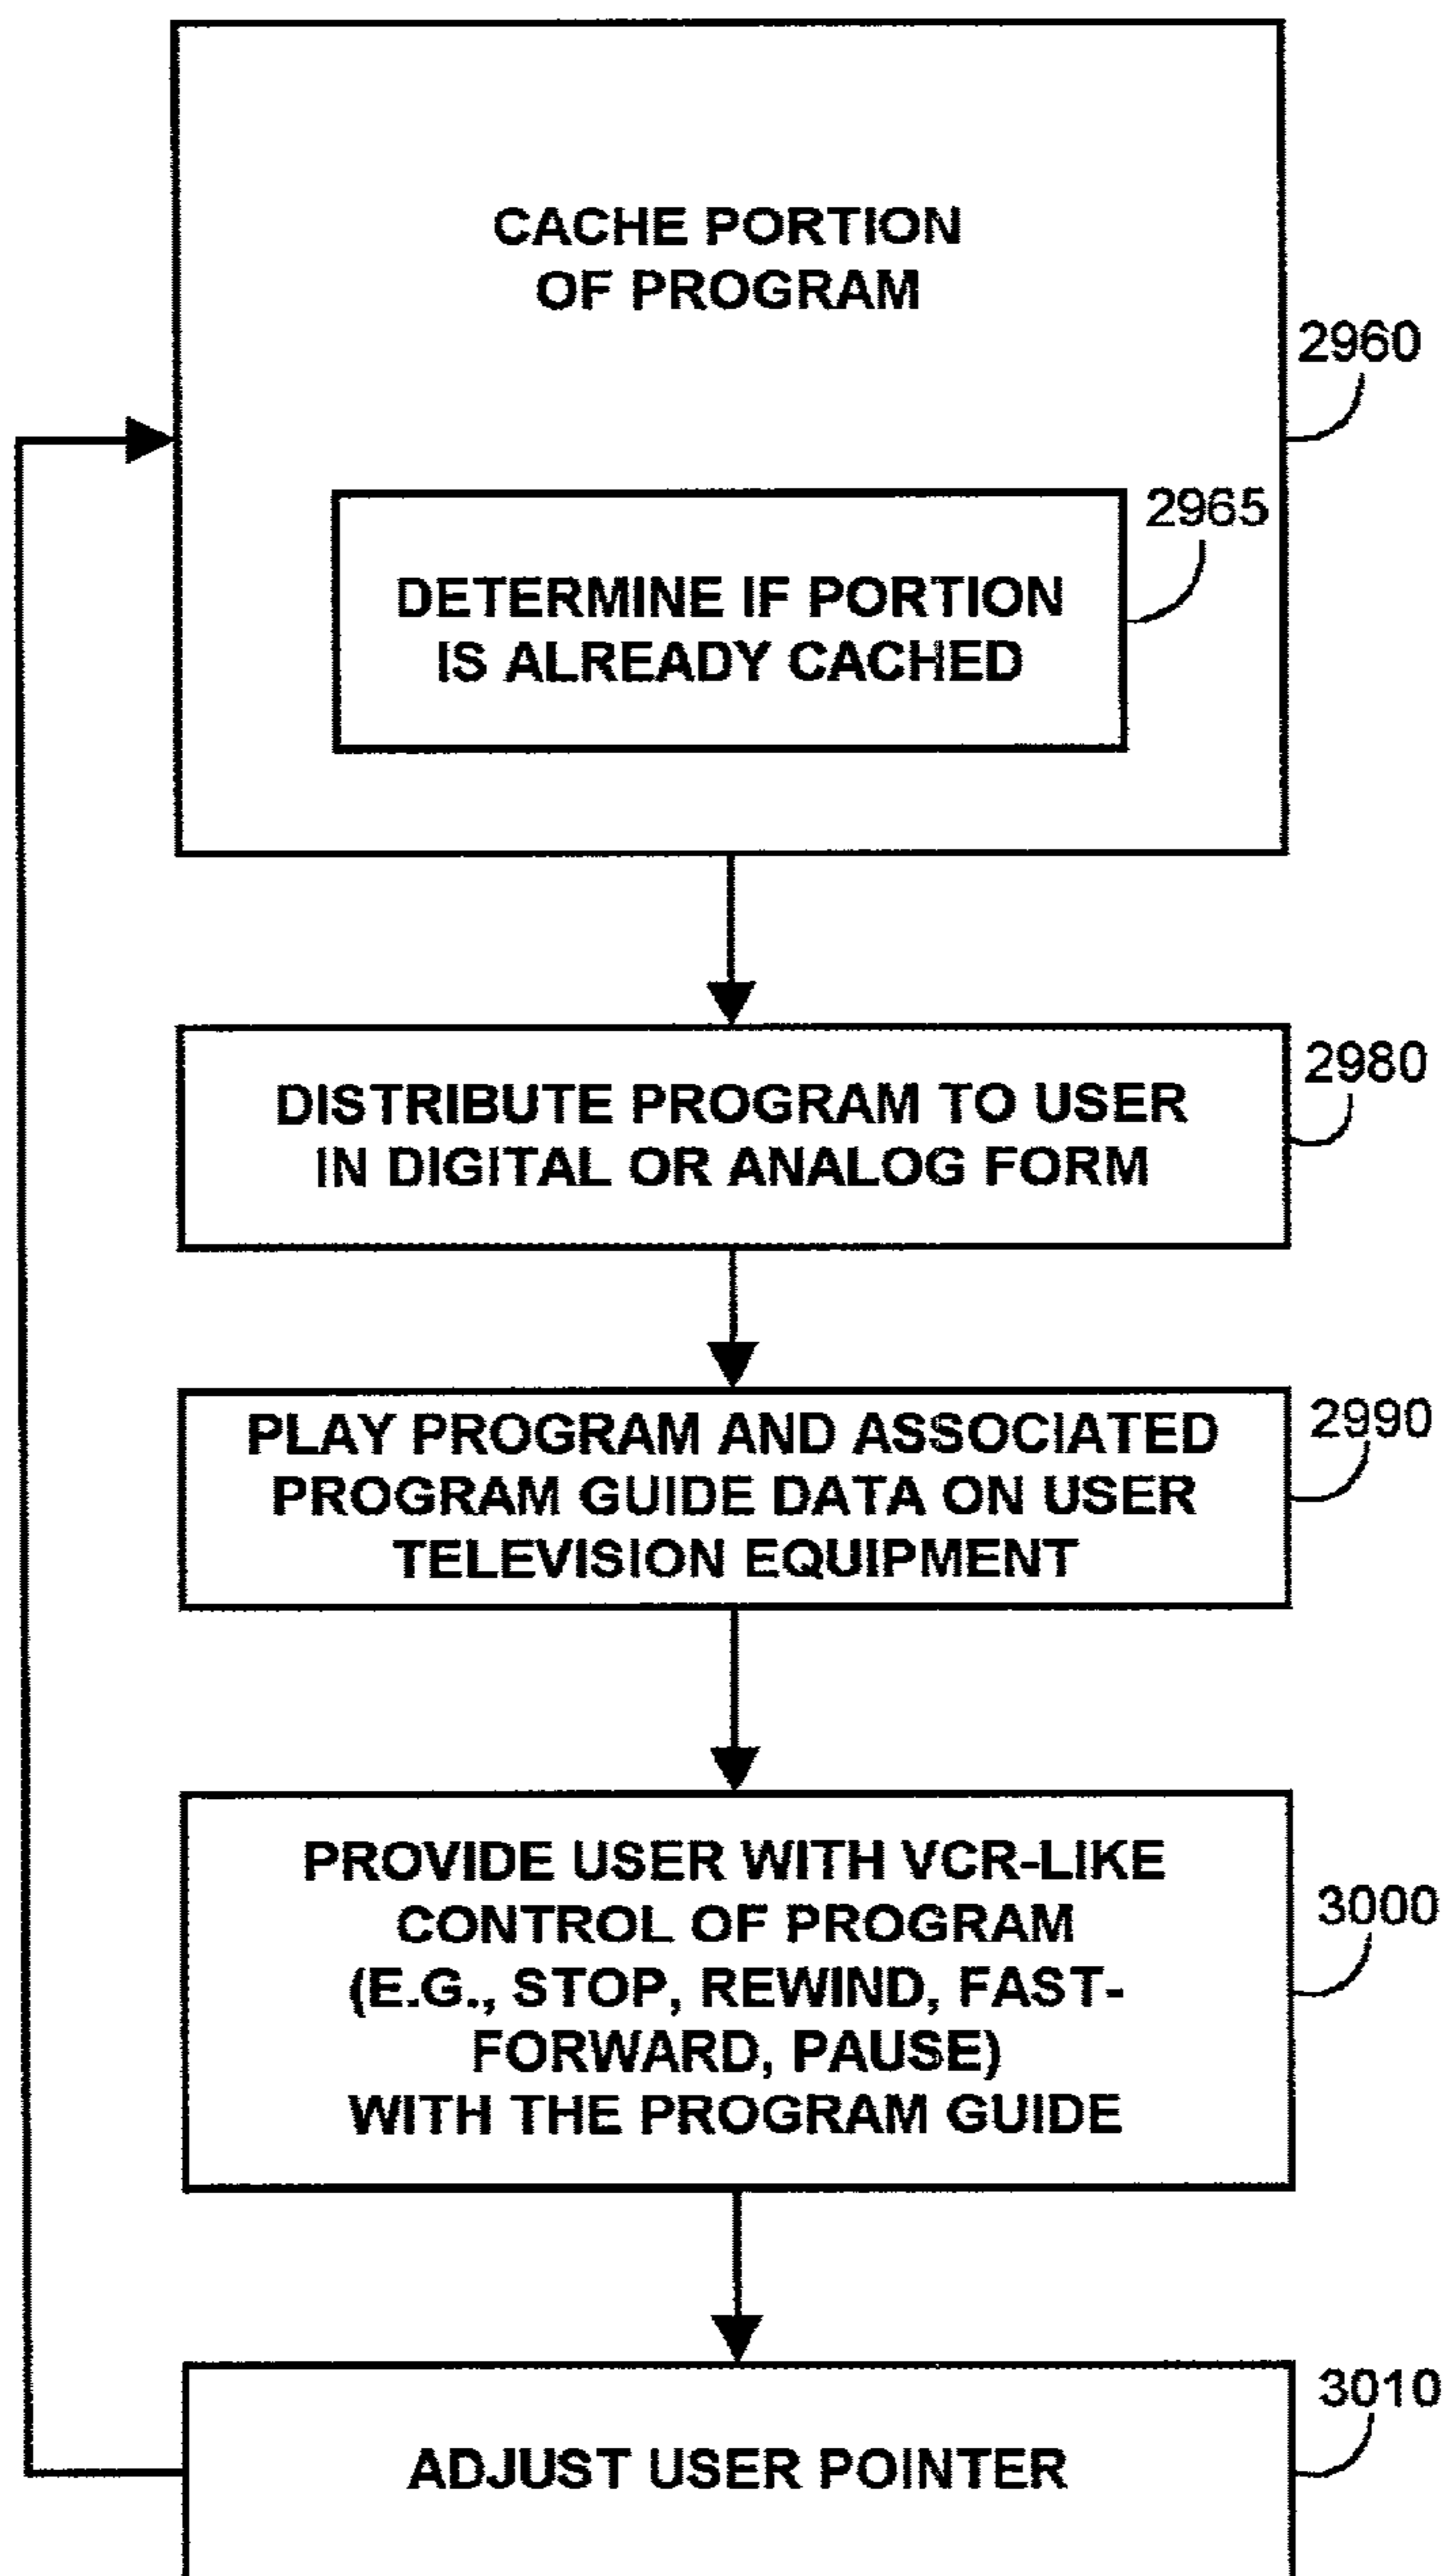 CACHE PORTION
OF PROGRAM
2960
2965
DETERMINE IF PORTION
IS ALREADY CACHED
2980
DISTRIBUTE PROGRAM TO USER
IN DIGITAL OR ANALOG FORM
2990
PLAY PROGRAM AND ASSOCIATED
PROGRAM GUIDE DATA ON USER
TELEVISION EQUIPMENT
PROVIDE USER WITH VCR-LIKE
3000
CONTROL OF PROGRAM
(E.G., STOP, REWIND, FAST-
FORWARD, PAUSE)
WITH THE PROGRAM GUIDE
3010
ADJUST USER POINTER